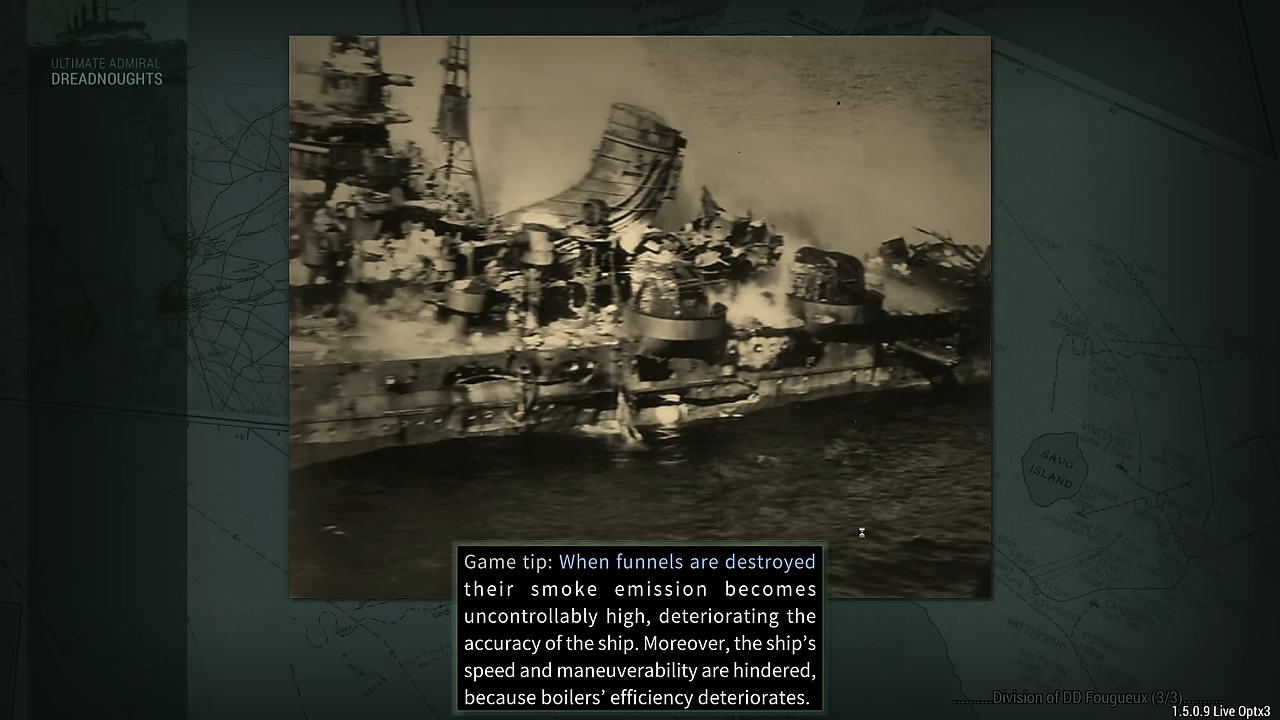 ULTIMATE ADMIRAL
DREADNOUGHTS
Game tip: When funnels are destroyed
their smoke emission becomes
uncontrollably high, deteriorating the
accuracy of the ship. Moreover, the ship's
speed and maneuverability are hindered,
because boilers' efficiency deteriorates.
SAVO
ISLAND
..........Division of DD Fougueux (3/3)..........
1.5.0.9 Live Optx3